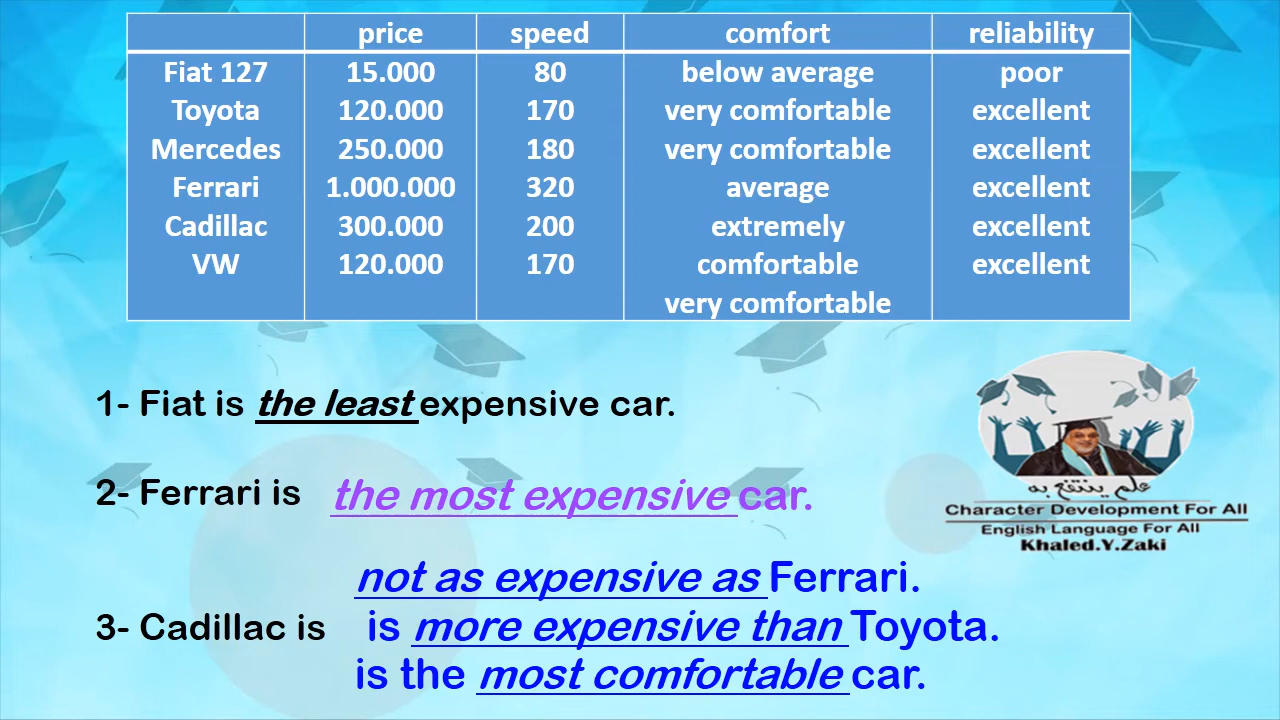 price speed comfort reliability
Fiat 127 15.000 80 below average poor
Toyota 120.000 170 very comfortable excellent
Mercedes 250.000 180 very comfortable excellent
Ferrari 1.000.000 320 average excellent
Cadillac 300.000 200 extremely excellent
VW 120.000 170 comfortable excellent
very comfortable
1- Fiat is the least expensive car.
2- Ferrari is the most expensive car.
not as expensive as Ferrari.
3- Cadillac is is more expensive than Toyota.
is the most comfortable car.
علم ينتفع به
Character Development For All
English Language For All
Khaled.Y.Zaki